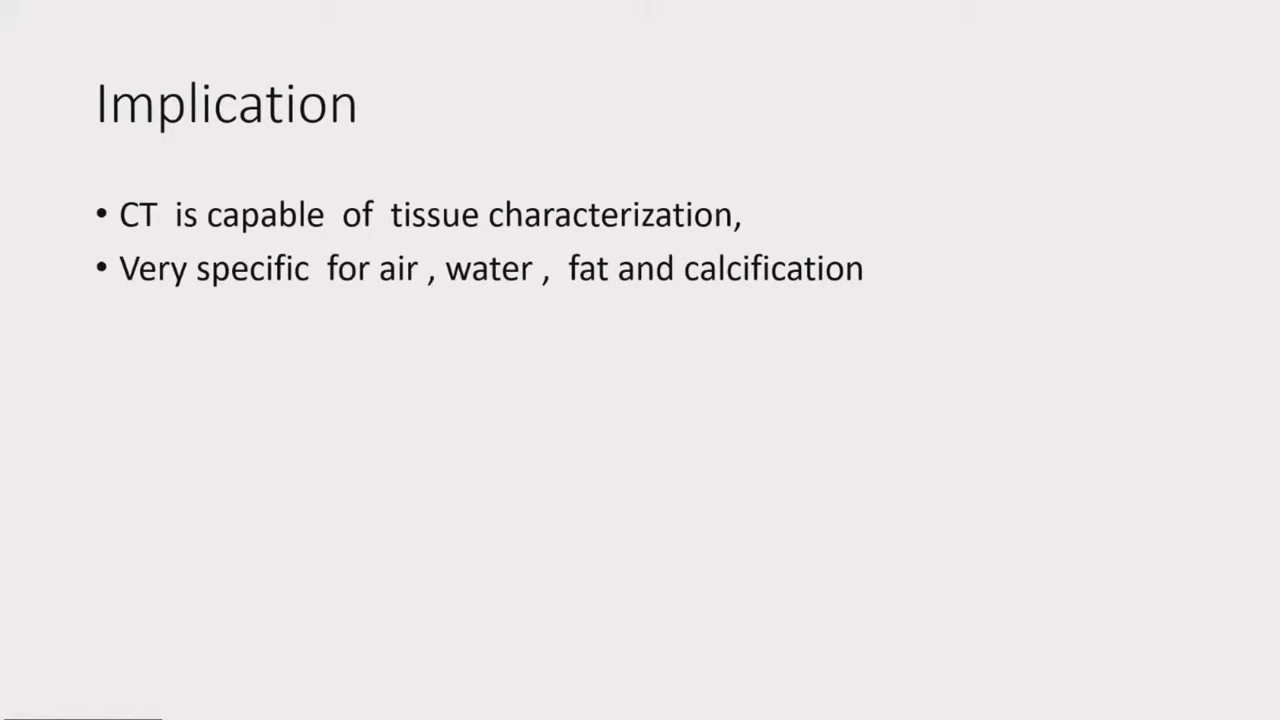 Implication
• CT is capable of tissue characterization,
• Very specific for air , water , fat and calcification